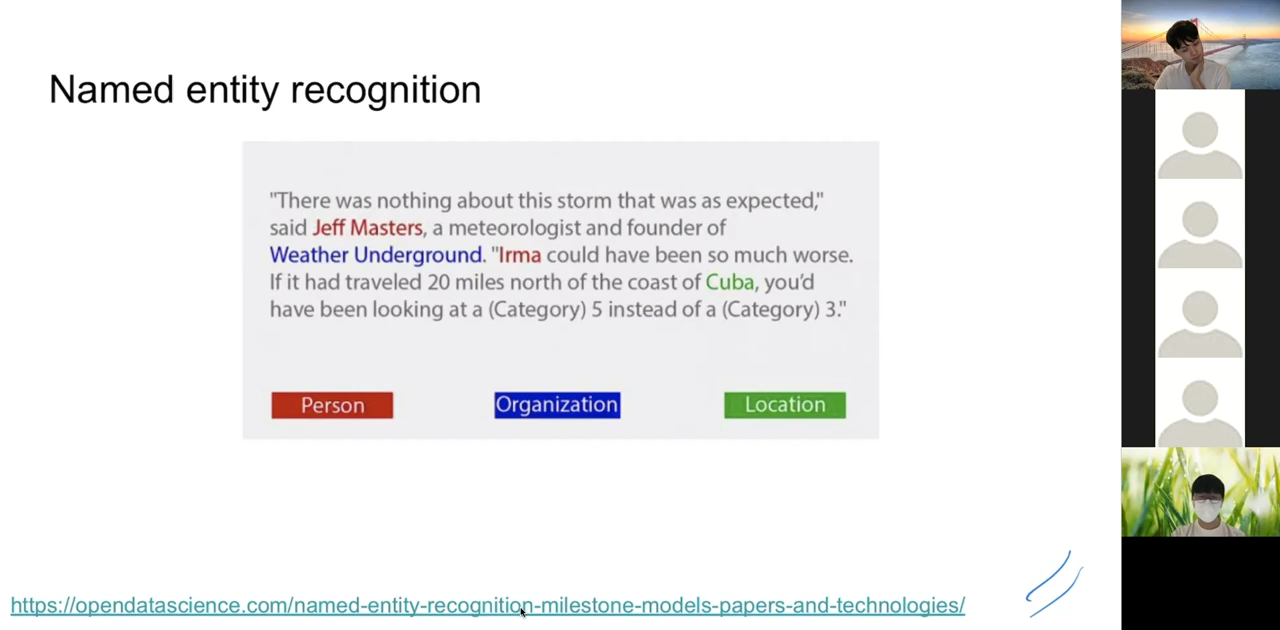 Named entity recognition
"There was nothing about this storm that was as expected,"
said Jeff Masters, a meteorologist and founder of
Weather Underground. "Irma could have been so much worse.
If it had traveled 20 miles north of the coast of Cuba, you’d
have been looking at a (Category) 5 instead of a (Category) 3."
Person Organization Location
https://opendatascience.com/named-entity-recognition-milestone-models-papers-and-technologies/